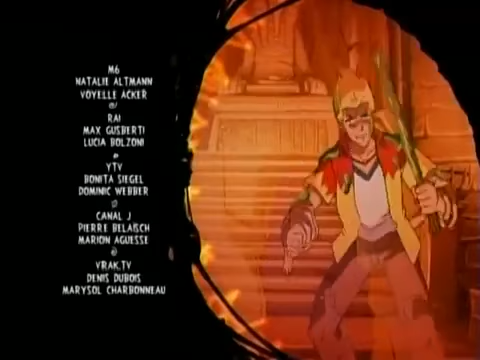 M6
NATALIE ALTMANN
VOYELLE ACKER
RAI
MAX GUSBERTI
LUCIA BOLZONI
YTV
BONITA SIEGEL
DOMINIC WEBBER
CANAL J
PIERRE BELAISCH
MARION AGUESSE
VRAK.TV
DENIS DUBOIS
MARYSOL CHARBONNEAU